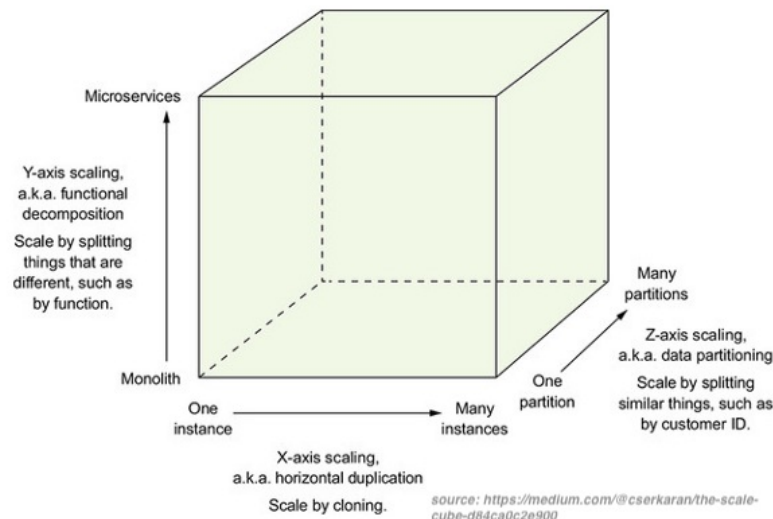 Microservices
Y-axis scaling,
a.k.a. functional
decomposition
Scale by splitting
things that are
different, such as
by function.
Monolith
One
instance
Many
instances
X-axis scaling,
a.k.a. horizontal duplication
Scale by cloning.
One
partition
Many
partitions
Z-axis scaling,
a.k.a. data partitioning
Scale by splitting
similar things, such as
by customer ID.
source: https://medium.com/@cserkaran/the-scale-
cube-d84ca0c2e900